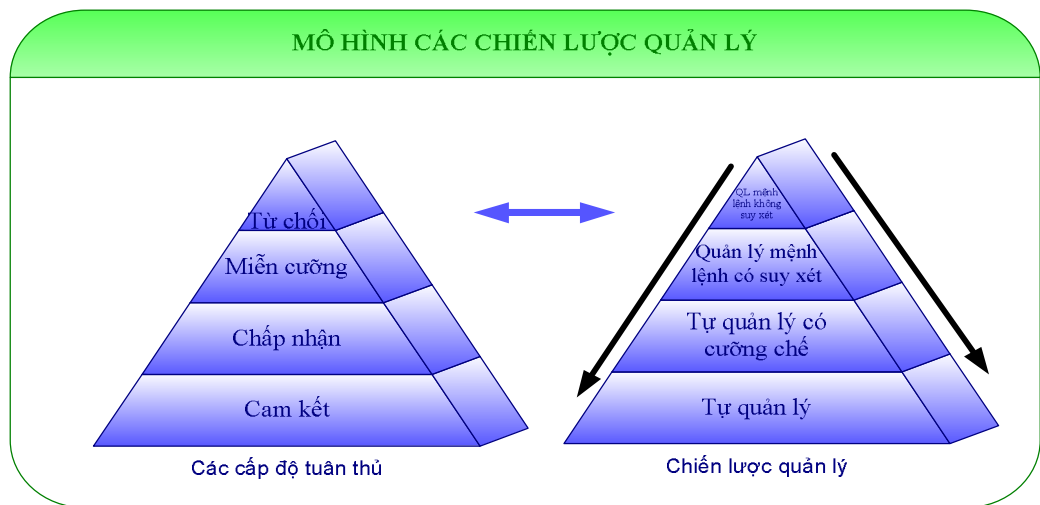 MÔ HÌNH CÁC CHIẾN LƯỢC QUẢN LÝ
Từ chối
Miễn cưỡng
Chấp nhận
Cam kết
Các cấp độ tuân thủ
QL mệnh
lệnh không
suy xét
Quản lý mệnh
lệnh có suy xét
Tự quản lý có
cưỡng chế
Tự quản lý
Chiến lược quản lý